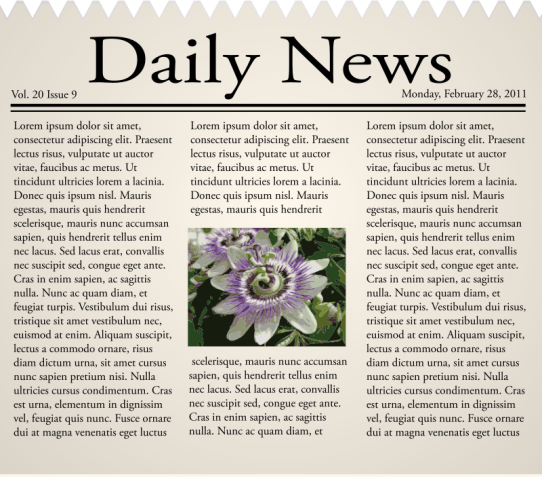 Daily News
Vol. 20 Issue 9
Monday, February 28, 2011
Lorem ipsum dolor sit amet,
consectetur adipiscing elit. Praesent
lectus risus, vulputate ut auctor
vitae, faucibus ac metus. Ut
tincidunt ultricies lorem a lacinia.
Donec quis ipsum nisl. Mauris
egestas, mauris quis hendrerit
scelerisque, mauris nunc accumsan
sapien, quis hendrerit tellus enim
nec lacus. Sed lacus erat, convallis
nec suscipit sed, congue eget ante.
Cras in enim sapien, ac sagittis
nulla. Nunc ac quam diam, et
feugiat turpis. Vestibulum dui risus,
tristique sit amet vestibulum nec,
euismod at enim. Aliquam suscipit,
lectus a commodo ornare, risus
diam dictum urna, sit amet cursus
nunc sapien pretium nisi. Nulla
ultricies cursus condimentum. Cras
est urna, elementum in dignissim
vel, feugiat quis nunc. Fusce ornare
dui at magna venenatis eget luctus
Lorem ipsum dolor sit amet,
consectetur adipiscing elit. Praesent
lectus risus, vulputate ut auctor
vitae, faucibus ac metus. Ut
tincidunt ultricies lorem a lacinia.
Donec quis ipsum nisl. Mauris
egestas, mauris quis hendrerit
scelerisque, mauris nunc accumsan
sapien, quis hendrerit tellus enim
nec lacus. Sed lacus erat, convallis
nec suscipit sed, congue eget ante.
Cras in enim sapien, ac sagittis
nulla. Nunc ac quam diam, et
Lorem ipsum dolor sit amet,
consectetur adipiscing elit. Praesent
lectus risus, vulputate ut auctor
vitae, faucibus ac metus. Ut
tincidunt ultricies lorem a lacinia.
Donec quis ipsum nisl. Mauris
egestas, mauris quis hendrerit
scelerisque, mauris nunc accumsan
sapien, quis hendrerit tellus enim
nec lacus. Sed lacus erat, convallis
nec suscipit sed, congue eget ante.
Cras in enim sapien, ac sagittis
nulla. Nunc ac quam diam, et
feugiat turpis. Vestibulum dui risus,
tristique sit amet vestibulum nec,
euismod at enim. Aliquam suscipit,
lectus a commodo ornare, risus
diam dictum urna, sit amet cursus
nunc sapien pretium nisi. Nulla
ultricies cursus condimentum. Cras
est urna, elementum in dignissim
vel, feugiat quis nunc. Fusce ornare
dui at magna venenatis eget luctus